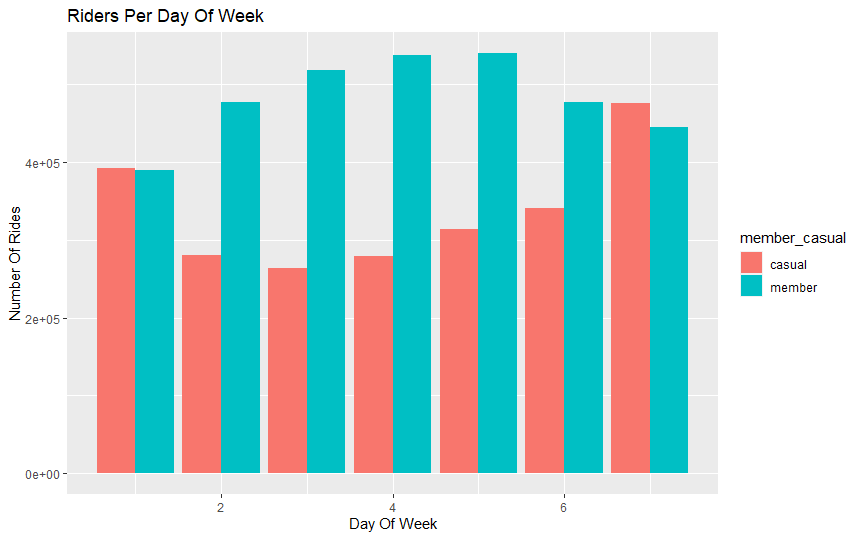 Riders Per Day Of Week
Number Of Rides
4e+05
2e+05
0e+00
2
4
6
Day Of Week
member_casual
casual
member